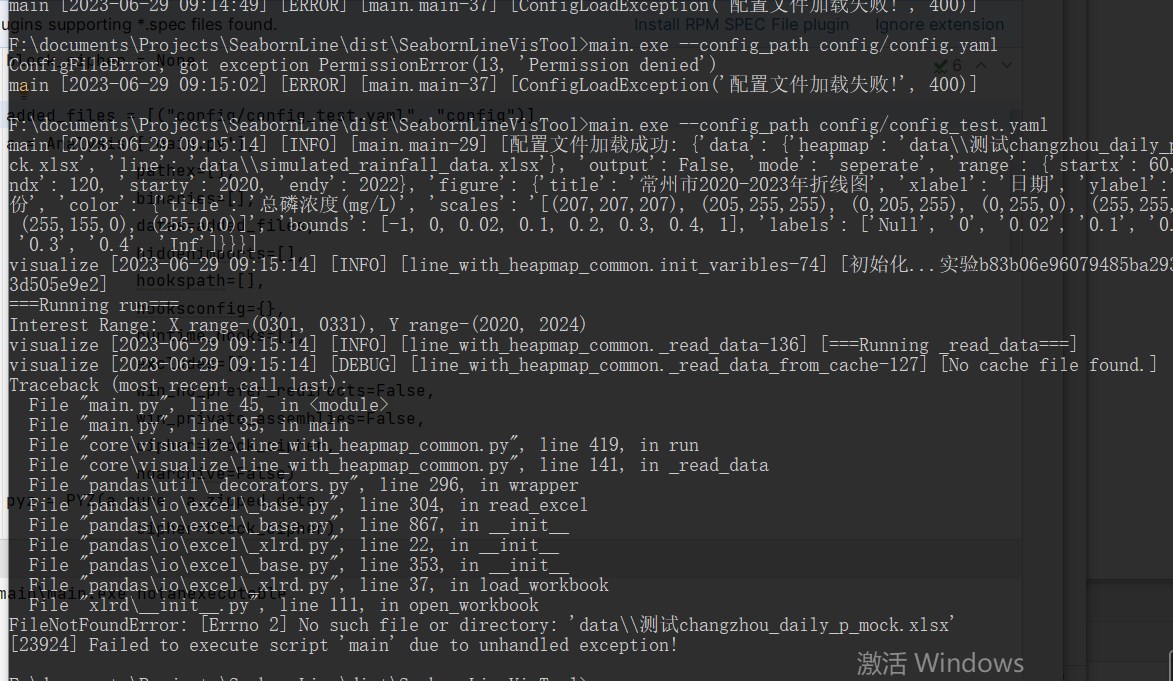 main [2023-06-29 09:14:49] [ERROR] [main.main-37] [ConfigLoadException('配置文件加载失败!', 400)]
ugins supporting *.spec files found. Install RPM SPEC File plugin Ignore extension
F:\documents\Projects\SeabornLine\dist\SeabornLineVisTool>main.exe --config_path config/config.yaml
ConfigFileError, got exception PermissionError(13, 'Permission denied')
main [2023-06-29 09:15:02] [ERROR] [main.main-37] [ConfigLoadException('配置文件加载失败!', 400)]
added_files = [("config/config_test.yaml", "config")]
F:\documents\Projects\SeabornLine\dist\SeabornLineVisTool>main.exe --config_path config/config_test.yaml
main [2023-06-29 09:15:14] [INFO] [main.main-29] [配置文件加载成功: {'data': {'heapmap': 'data\\测试changzhou_daily_p
ck.xlsx', 'line': 'data\\simulated_rainfall_data.xlsx'}, 'output': False, 'mode': 'seperate', 'range': {'startx': 60,
ndx': 120, 'starty': 2020, 'endy': 2022}, 'figure': {'title': '常州市2020-2023年折线图', 'xlabel': '日期', 'ylabel':
份', 'color': {'title': '总磷浓度(mg/L)', 'scales': '[(207,207,207), (205,255,255), (0,205,255), (0,255,0), (255,255,
(255,155,0), (255,0,0)]', 'bounds': [-1, 0, 0.02, 0.1, 0.2, 0.3, 0.4, 1], 'labels': ['Null', '0', '0.02', '0.1', '0.
'0.3', '0.4', 'Inf']}}}]
visualize [2023-06-29 09:15:14] [INFO] [line_with_heapmap_common.init_varibles-74] [初始化...实验b83b06e96079485ba293
3d505e9e2]
hookspath=[],
===Running run===
hooksconfig={},
Interest Range: X range-(0301, 0331), Y range-(2020, 2024)
visualize [2023-06-29 09:15:14] [INFO] [line_with_heapmap_common._read_data-136] [===Running _read_data===]
visualize [2023-06-29 09:15:14] [DEBUG] [line_with_heapmap_common._read_data_from_cache-127] [No cache file found.]
Traceback (most recent call last):
win_no_prefer_redirects=False,
File "main.py", line 45, in <module>
win_private_assemblies=False,
File "main.py", line 35, in main
File "core\visualize\line_with_heapmap_common.py", line 419, in run
File "core\visualize\line_with_heapmap_common.py", line 141, in _read_data
noarchive=False)
File "pandas\util\_decorators.py", line 296, in wrapper
File "pandas\io\excel\_base.py", line 304, in read_excel
File "pandas\io\excel\_base.py", line 867, in __init__
File "pandas\io\excel\_xlrd.py", line 22, in __init__
File "pandas\io\excel\_base.py", line 353, in __init__
File "pandas\io\excel\_xlrd.py", line 37, in load_workbook
File "xlrd\__init__.py", line 111, in open_workbook
FileNotFoundError: [Errno 2] No such file or directory: 'data\\测试changzhou_daily_p_mock.xlsx'
[23924] Failed to execute script 'main' due to unhandled exception!
激活 Windows